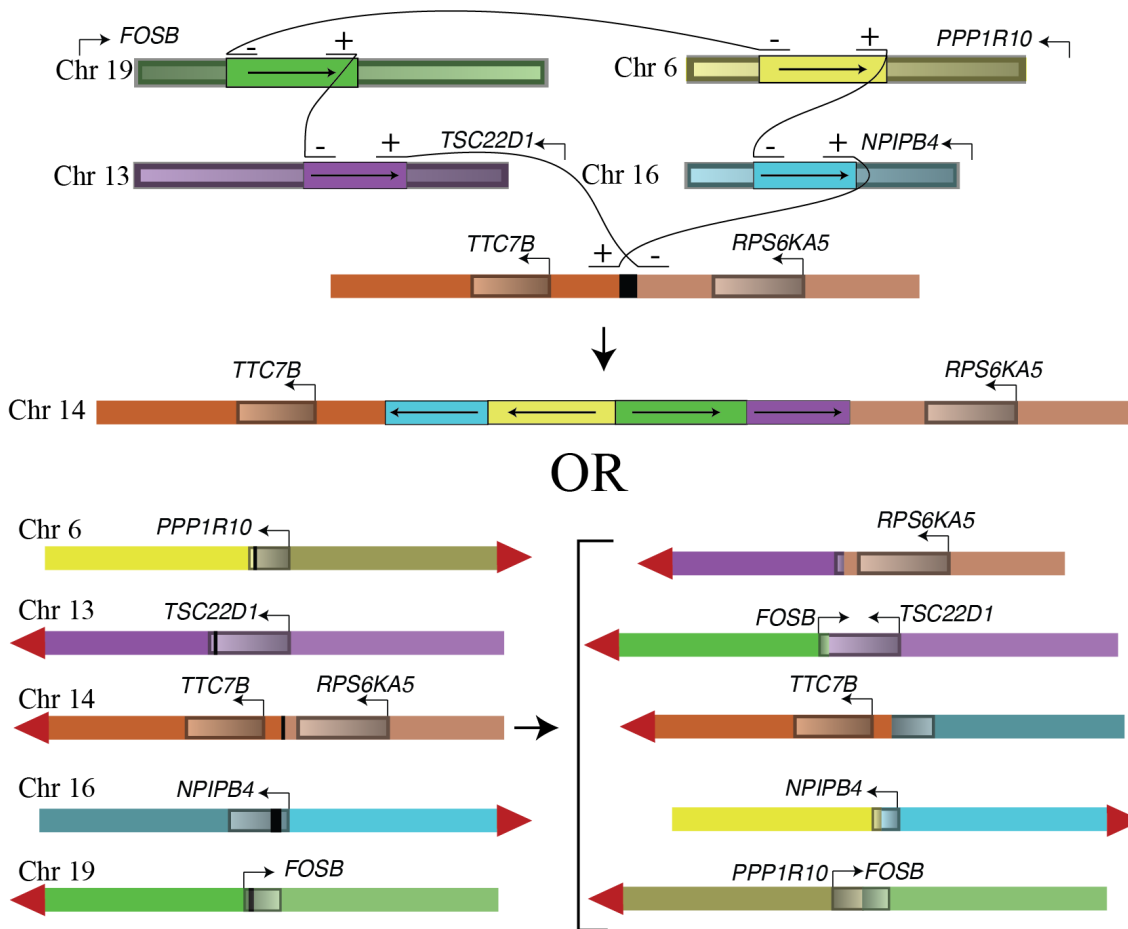 FOSB
- +
Chr 19
- +
PPP1R10
Chr 6
- +
TSC22D1
Chr 13
- +
NPIPB4
Chr 16
TTC7B
+ -
RPS6KA5
TTC7B
RPS6KA5
Chr 14
OR
Chr 6
PPP1R10
Chr 13
TSC22D1
Chr 14
TTC7B
RPS6KA5
Chr 16
NPIPB4
Chr 19
FOSB
RPS6KA5
FOSB
TSC22D1
TTC7B
NPIPB4
PPP1R10
FOSB